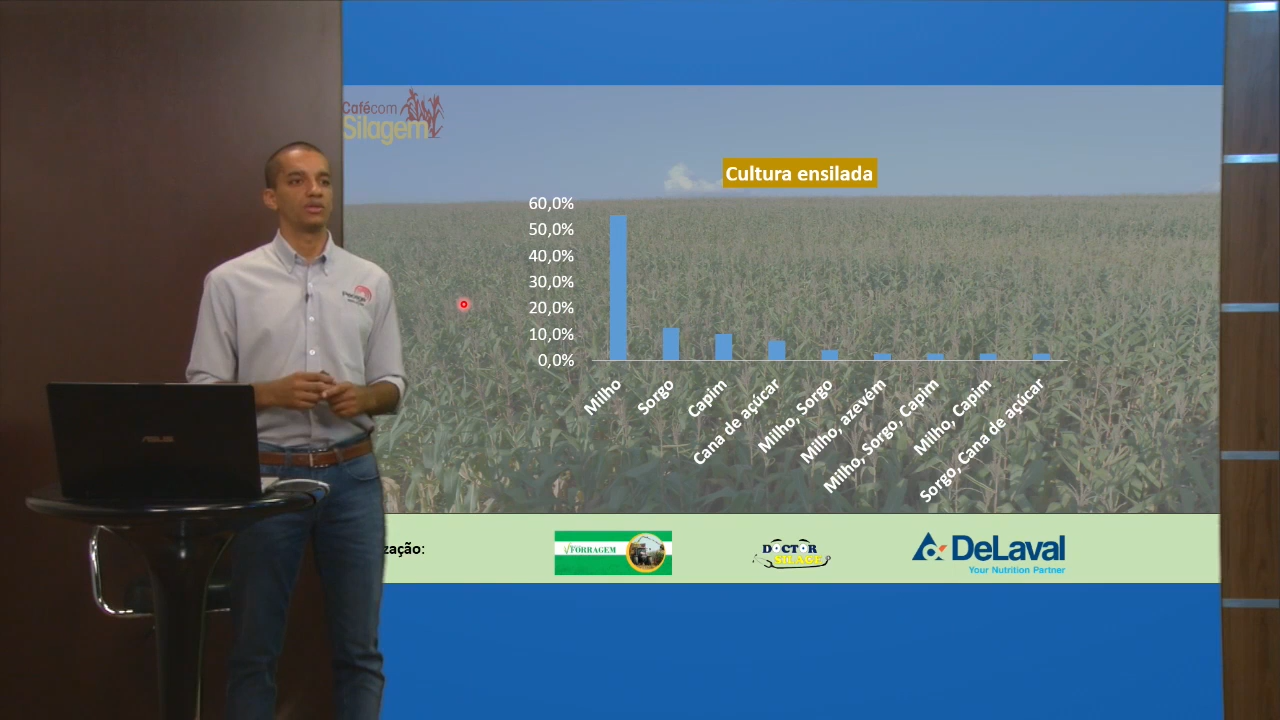 Cafécom
Silagem
Cultura ensilada
60,0%
50,0%
40,0%
30,0%
20,0%
10,0%
0,0%
Milho
Sorgo
Capim
Cana de açúcar
Milho, Sorgo
Milho, azevém
Milho, Sorgo, Capim
Milho, Capim
Sorgo, Cana de açúcar
ASUS
zação:
FORRAGEM
DOCTOR
SILAGE
DeLaval
Your Nutrition Partner